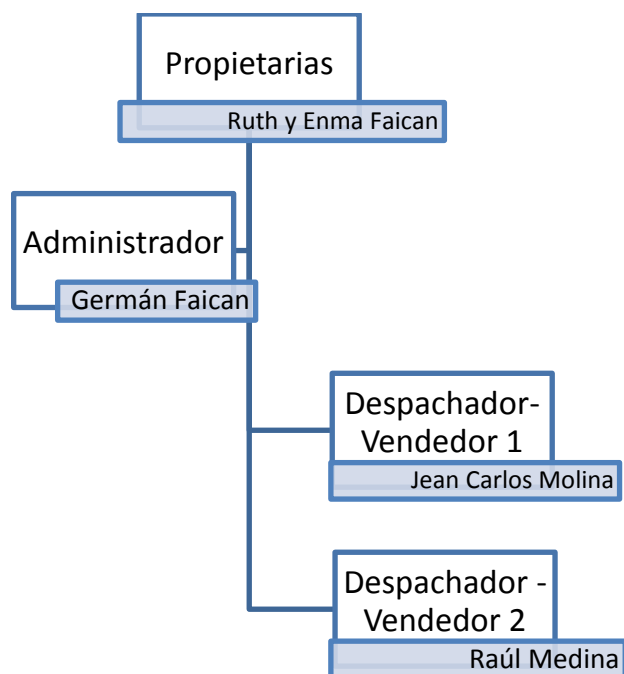 Propietarias
Ruth y Enma Faican
Administrador
Germán Faican
Despachador-
Vendedor 1
Jean Carlos Molina
Despachador -
Vendedor 2
Raúl Medina